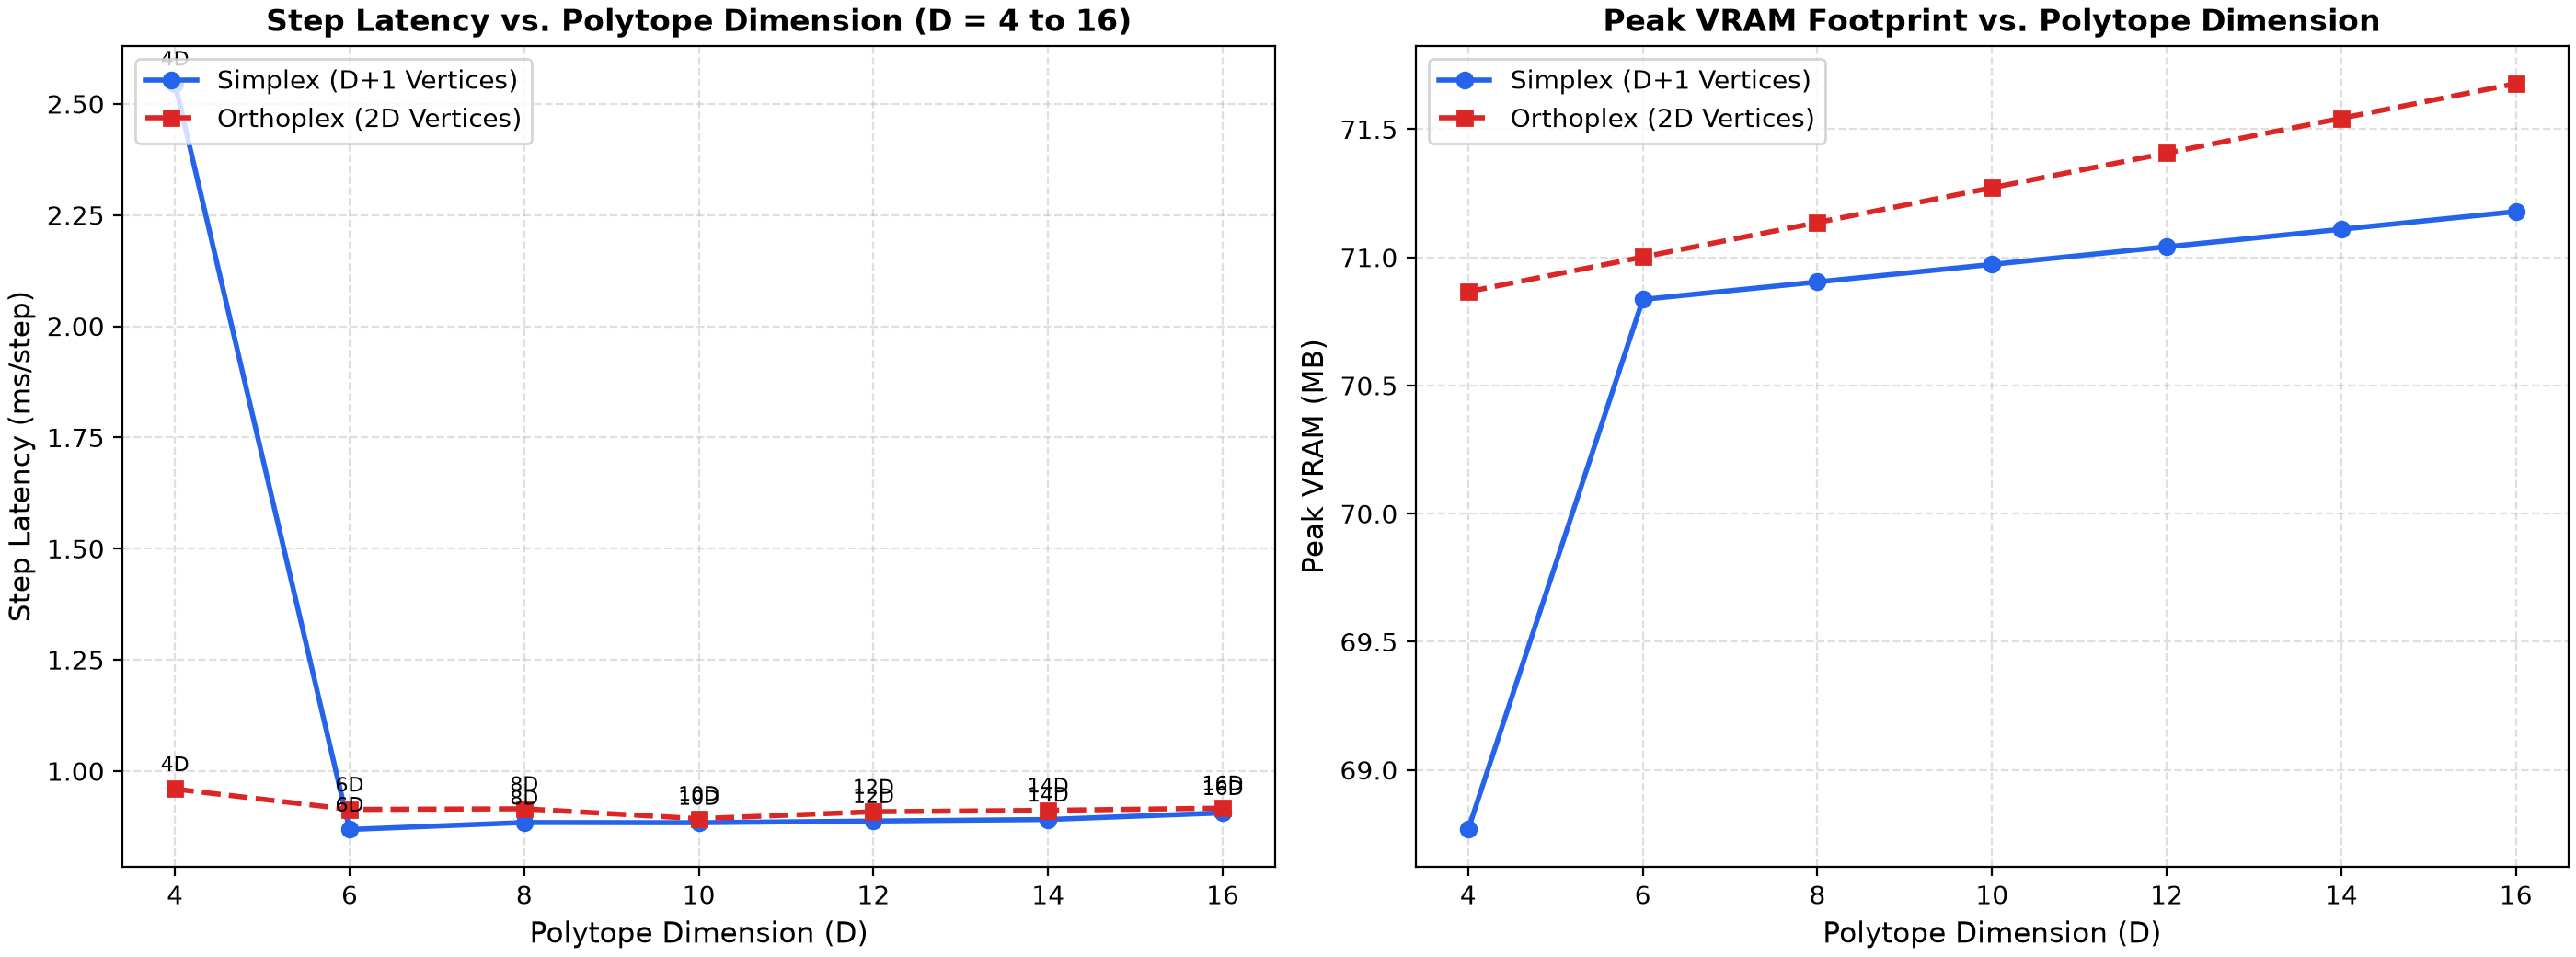 Step Latency vs. Polytope Dimension (D = 4 to 16)
4D
Simplex (D+1 Vertices)
Orthoplex (2D Vertices)
2.50
2.25
2.00
1.75
1.50
1.25
1.00
Step Latency (ms/step)
4D
6D
6D
8D
8D
10D
10D
12D
12D
14D
14D
16D
16D
4
6
8
10
12
14
16
Polytope Dimension (D)
Peak VRAM Footprint vs. Polytope Dimension
Simplex (D+1 Vertices)
Orthoplex (2D Vertices)
71.5
71.0
70.5
70.0
69.5
69.0
Peak VRAM (MB)
4
6
8
10
12
14
16
Polytope Dimension (D)